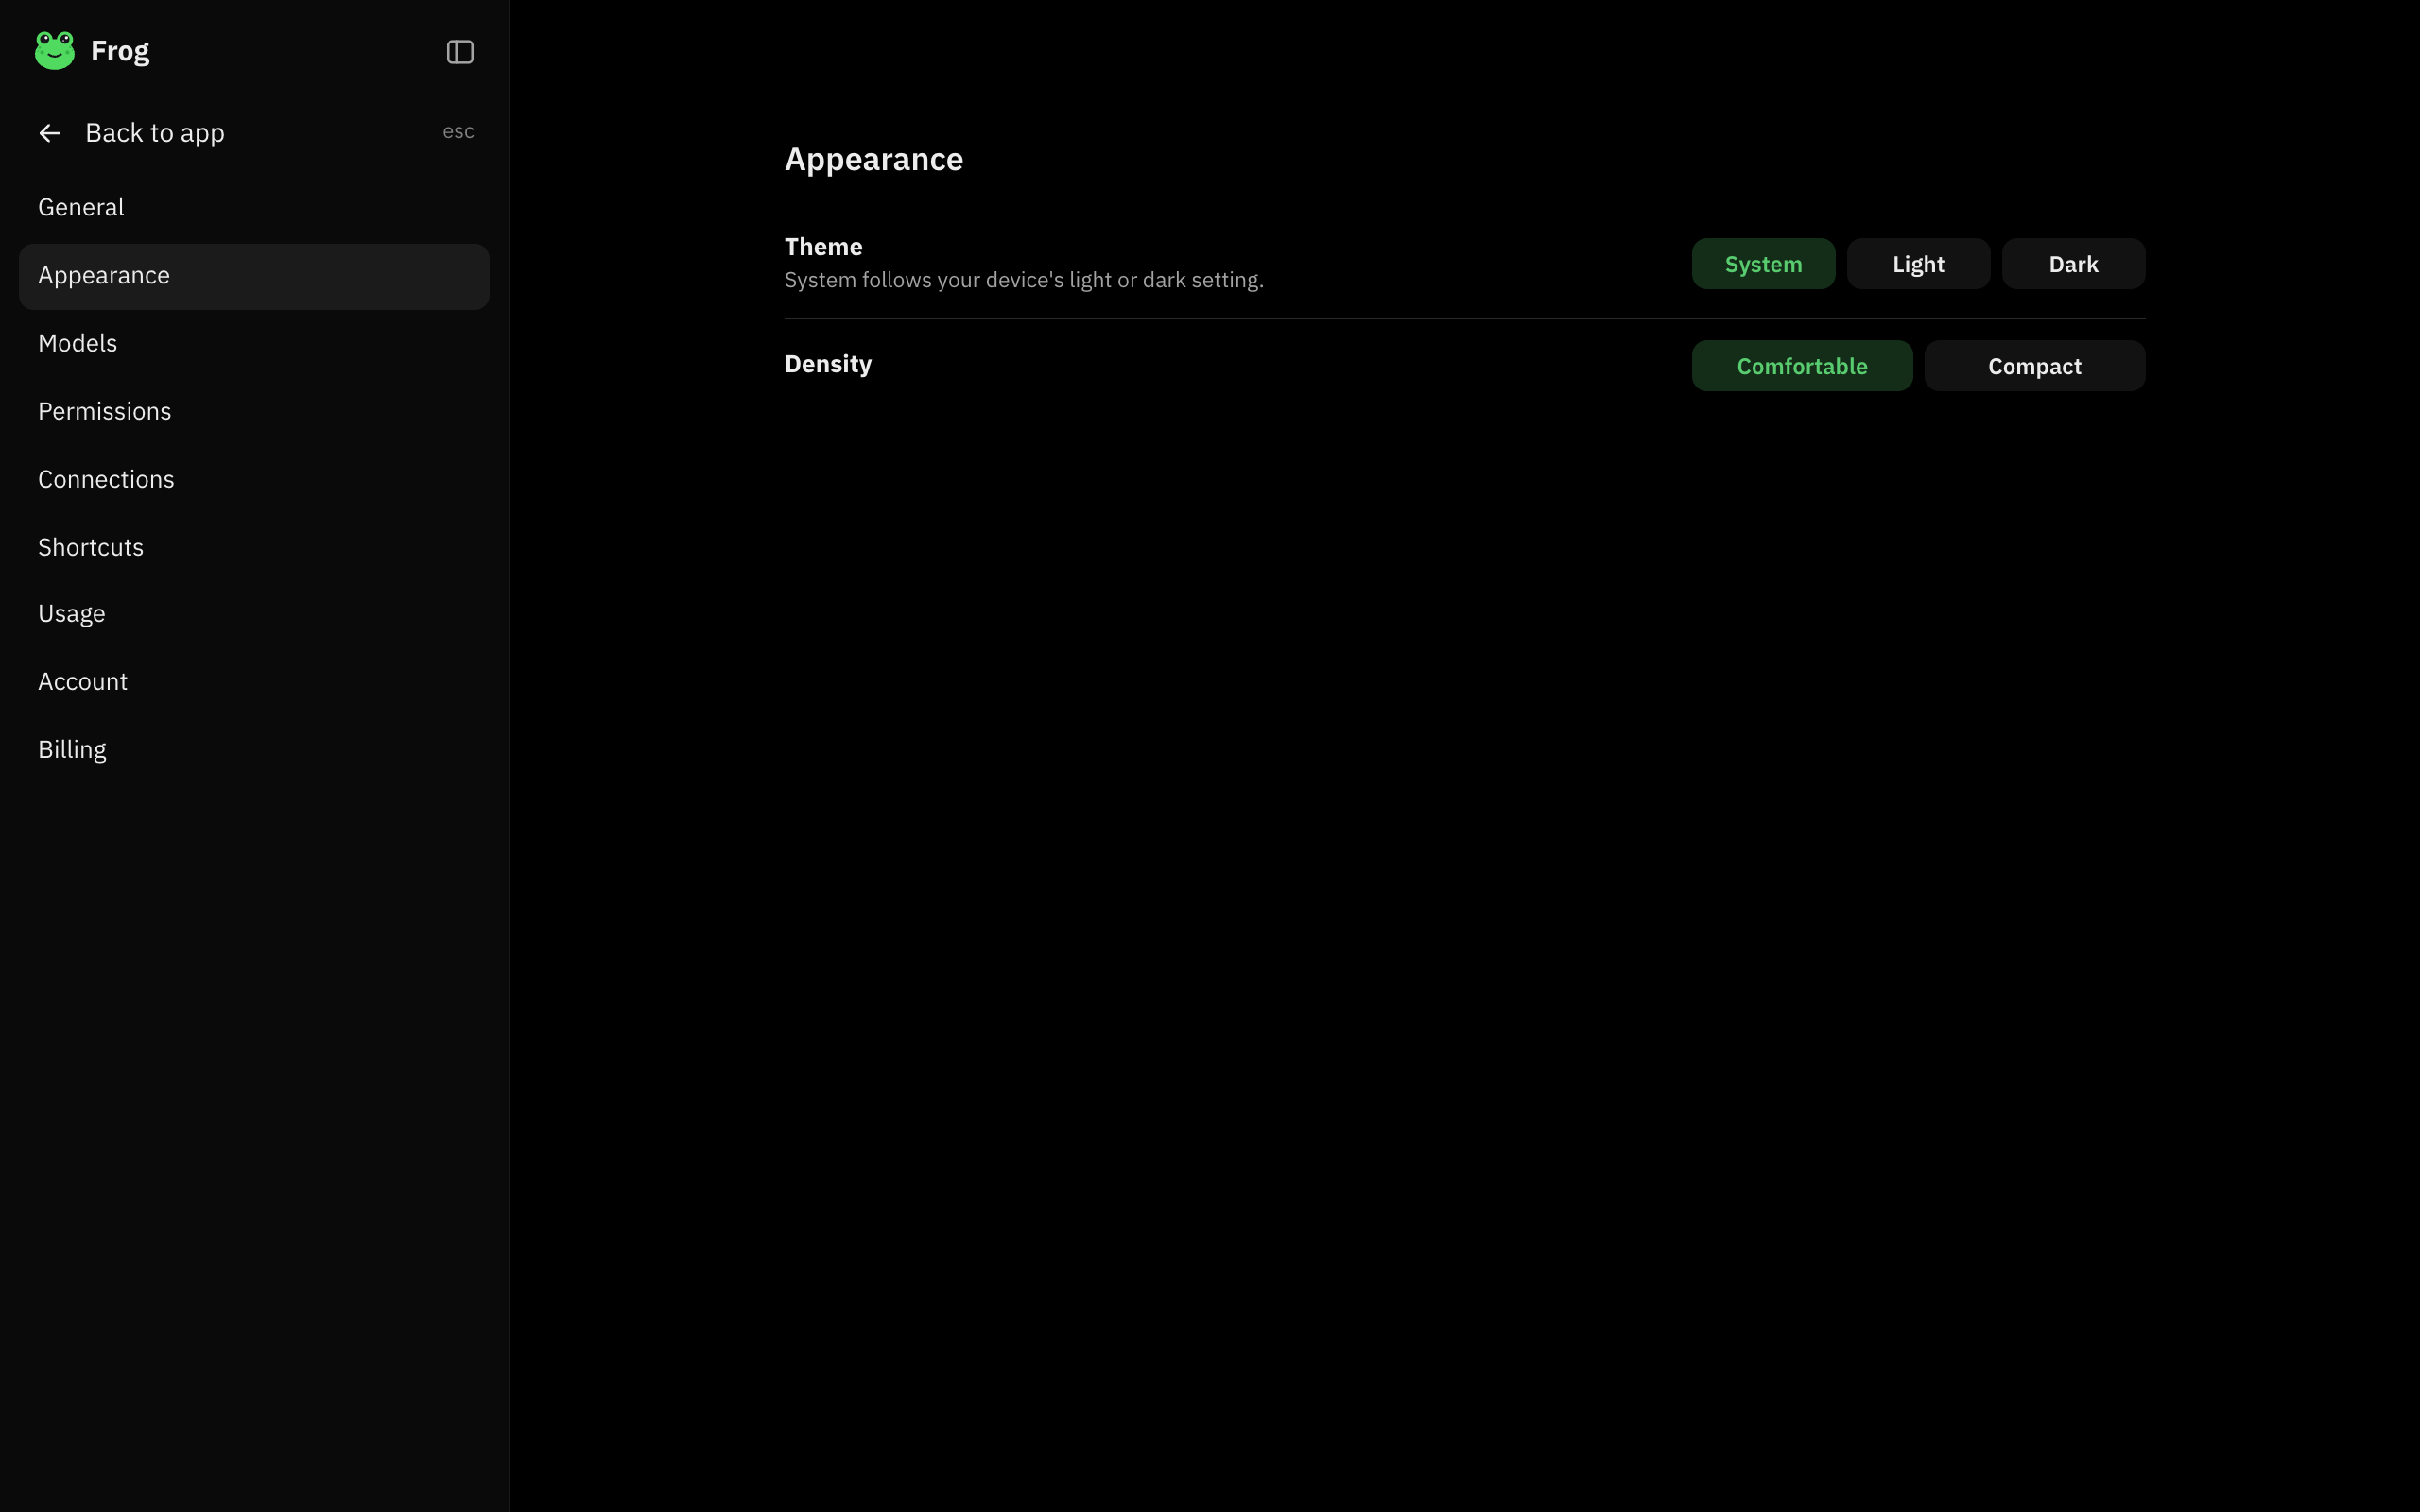 Frog
Back to app esc
General
Appearance
Models
Permissions
Connections
Shortcuts
Usage
Account
Billing
Appearance
Theme
System follows your device's light or dark setting.
System Light Dark
Density
Comfortable Compact